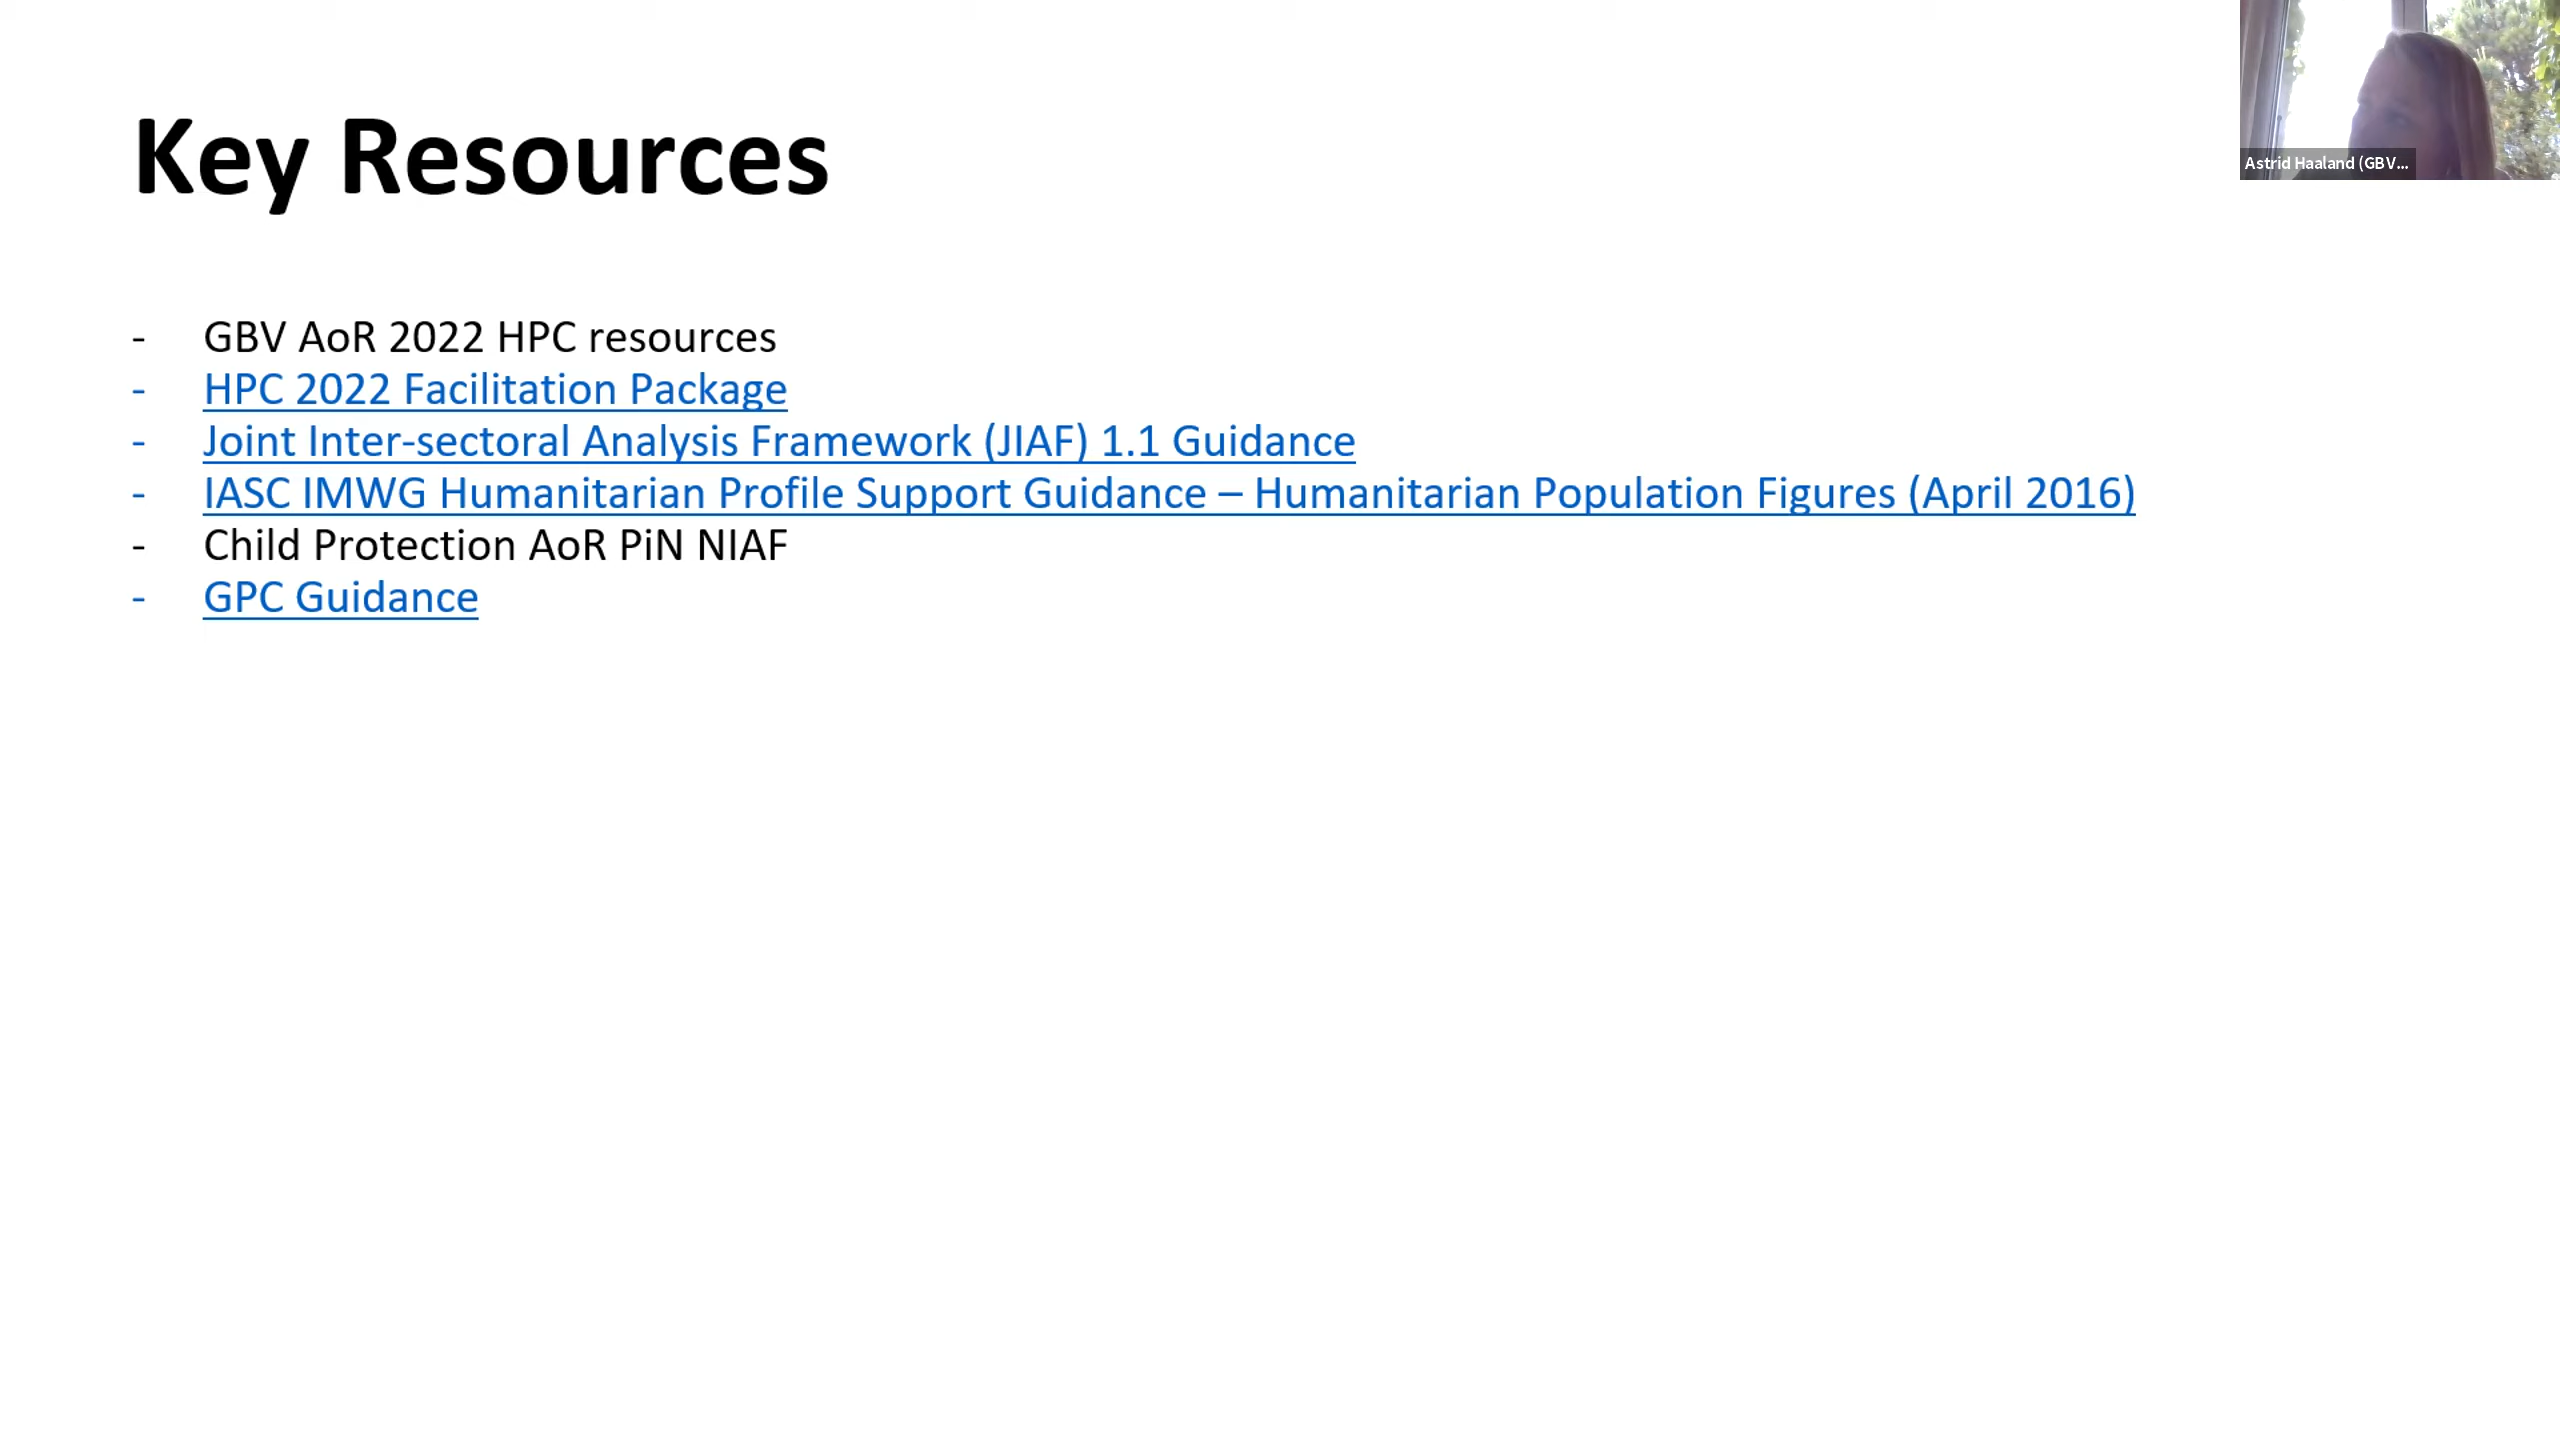 Key Resources
Astrid Haaland (GBV...
- GBV AoR 2022 HPC resources
- HPC 2022 Facilitation Package
- Joint Inter-sectoral Analysis Framework (JIAF) 1.1 Guidance
- IASC IMWG Humanitarian Profile Support Guidance – Humanitarian Population Figures (April 2016)
- Child Protection AoR PiN NIAF
- GPC Guidance